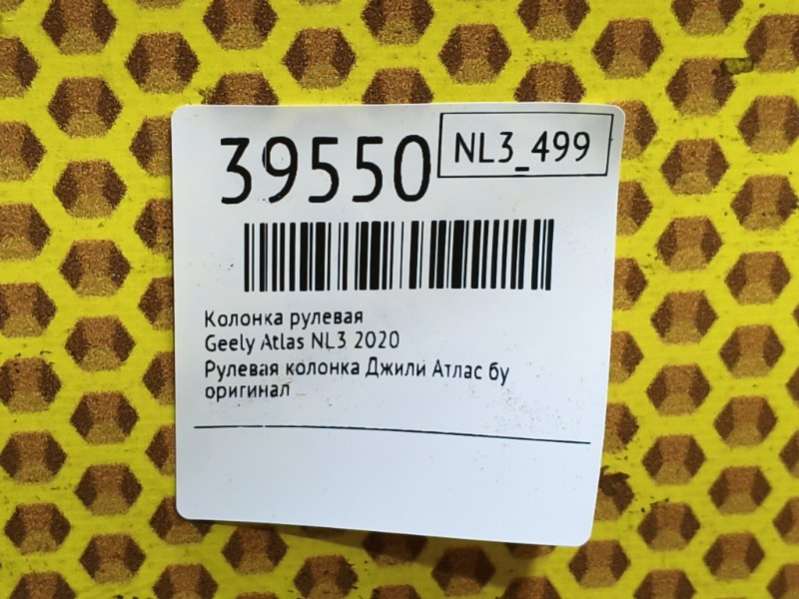 39550
NL3_499
Колонка рулевая
Geely Atlas NL3 2020
Рулевая колонка Джили Атлас бу
оригинал